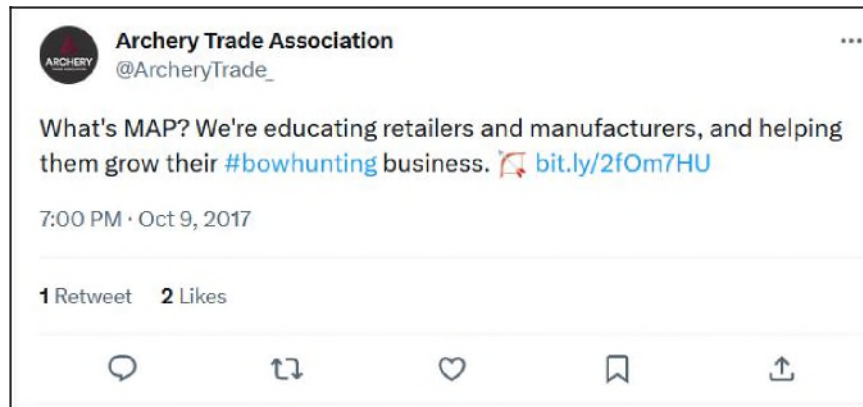 Archery Trade Association
@ArcheryTrade_
ARCHERY
What's MAP? We're educating retailers and manufacturers, and helping
them grow their #bowhunting business. 🏹 bit.ly/2fOm7HU
7:00 PM · Oct 9, 2017
1 Retweet 2 Likes